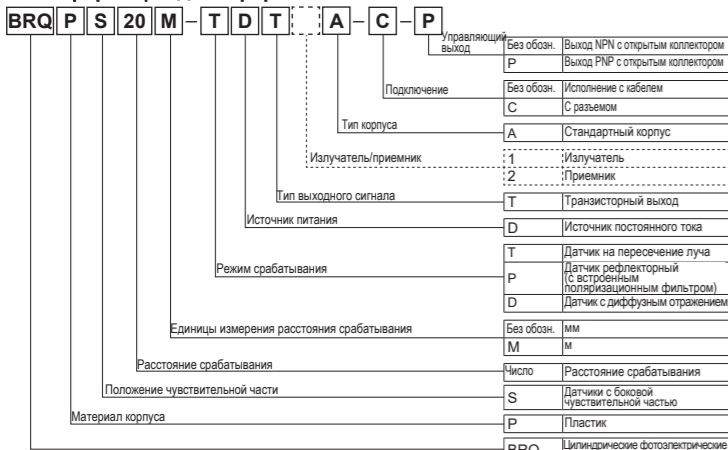 BRQ P S 20 M - T D T A - C - P
Управляющий
выход
Без обозн. Выход NPN с открытым коллектором
P Выход PNP с открытым коллектором
Подключение
Без обозн. Исполнение с кабелем
C С разъемом
Тип корпуса
A Стандартный корпус
Излучатель/приемник
1 Излучатель
2 Приемник
Тип выходного сигнала
T Транзисторный выход
Источник питания
D Источник постоянного тока
Режим срабатывания
T Датчик на пересечение луча
P Датчик рефлекторный
(с встроенным
поляризационным фильтром)
D Датчик с диффузным отражением
Единицы измерения расстояния срабатывания
Без обозн. мм
М м
Расстояние срабатывания
Число Расстояние срабатывания
Положение чувствительной части
S Датчики с боковой
чувствительной частью
Материал корпуса
P Пластик
BRQ Цилиндрические фотоэлектрические